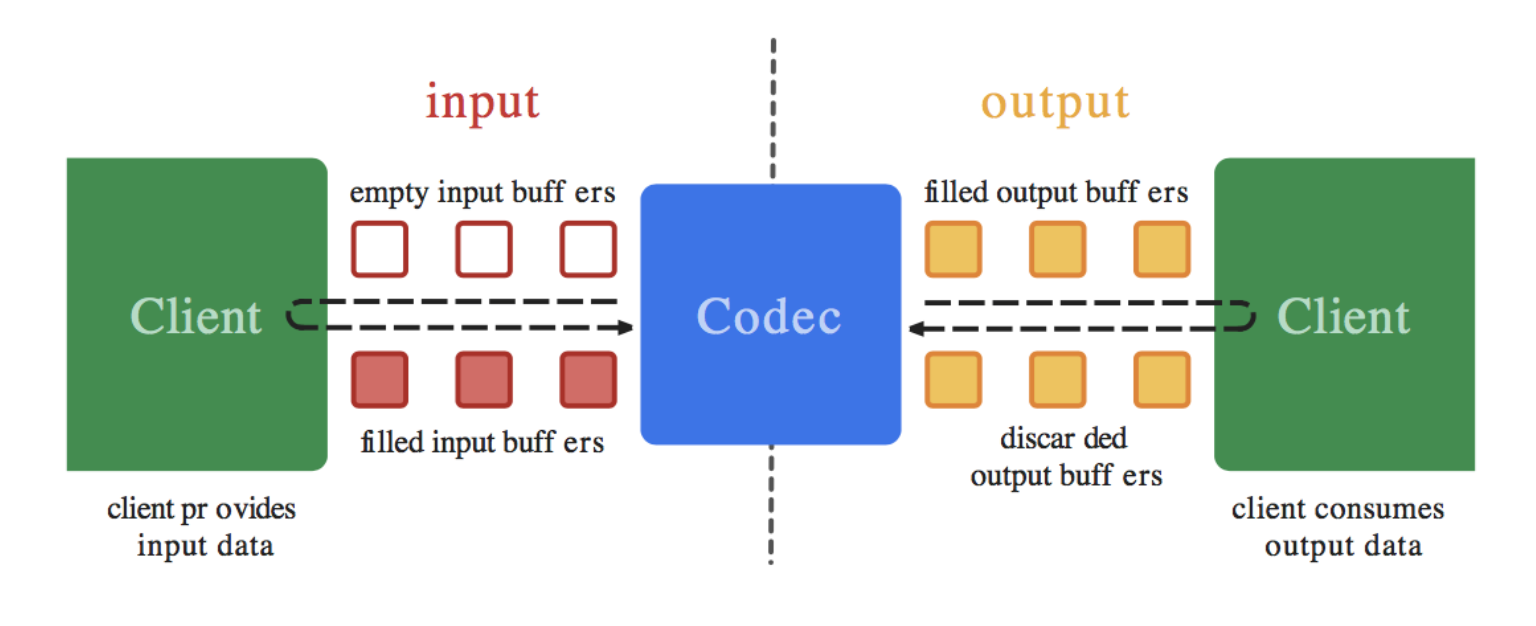 input
output
empty input buff ers
filled output buff ers
Client
Codec
Client
filled input buff ers
discar ded
output buff ers
client pr ovides
input data
client consumes
output data